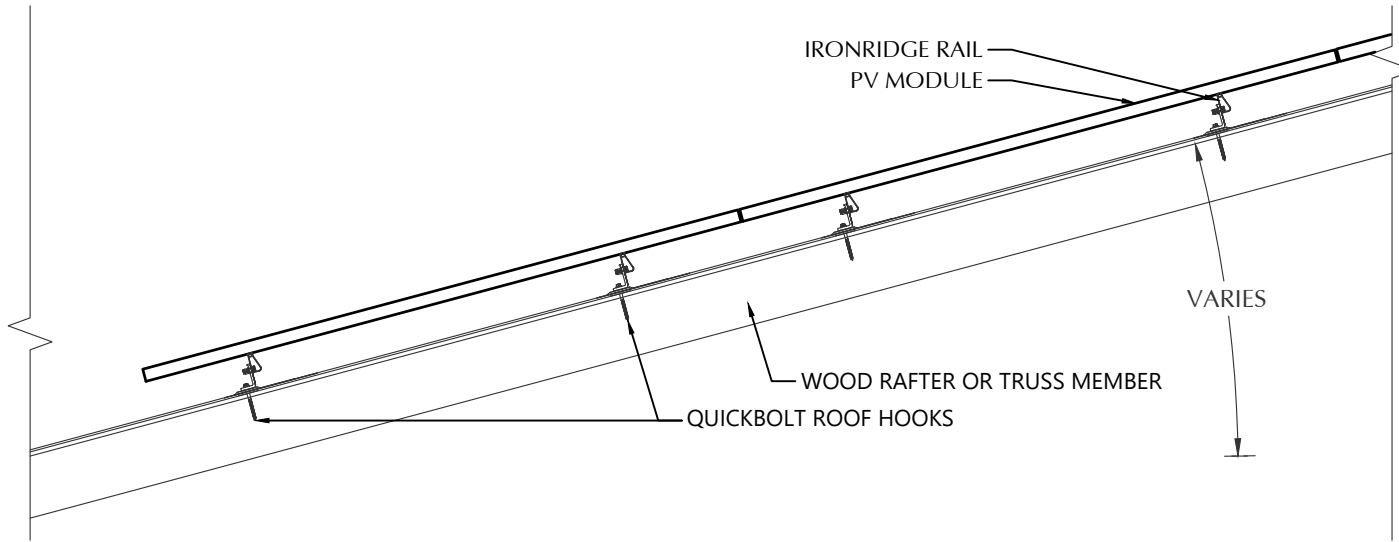 IRONRIDGE RAIL
PV MODULE
VARIES
WOOD RAFTER OR TRUSS MEMBER
QUICKBOLT ROOF HOOKS